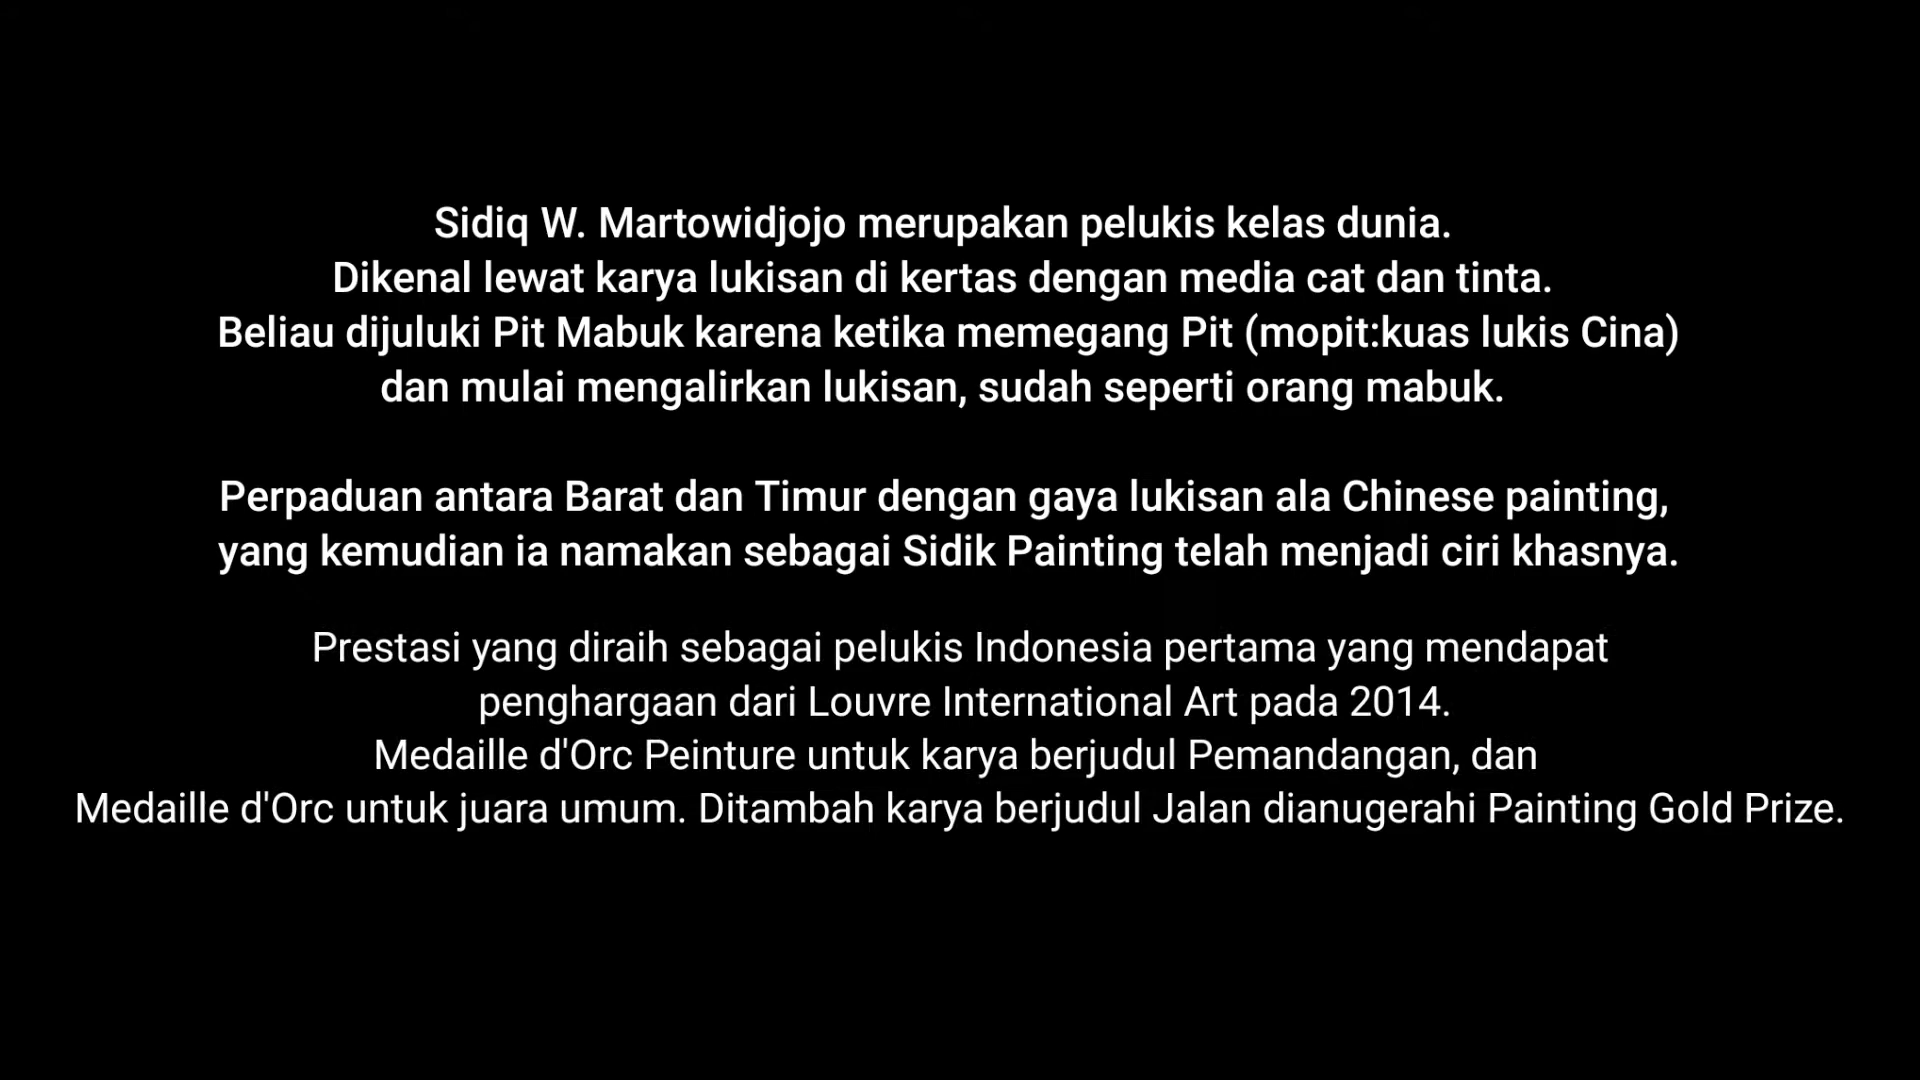 Sidiq W. Martowidjojo merupakan pelukis kelas dunia.
Dikenal lewat karya lukisan di kertas dengan media cat dan tinta.
Beliau dijuluki Pit Mabuk karena ketika memegang Pit (mopit:kuas lukis Cina)
dan mulai mengalirkan lukisan, sudah seperti orang mabuk.
Perpaduan antara Barat dan Timur dengan gaya lukisan ala Chinese painting,
yang kemudian ia namakan sebagai Sidik Painting telah menjadi ciri khasnya.
Prestasi yang diraih sebagai pelukis Indonesia pertama yang mendapat
penghargaan dari Louvre International Art pada 2014.
Medaille d'Orc Peinture untuk karya berjudul Pemandangan, dan
Medaille d'Orc untuk juara umum. Ditambah karya berjudul Jalan dianugerahi Painting Gold Prize.